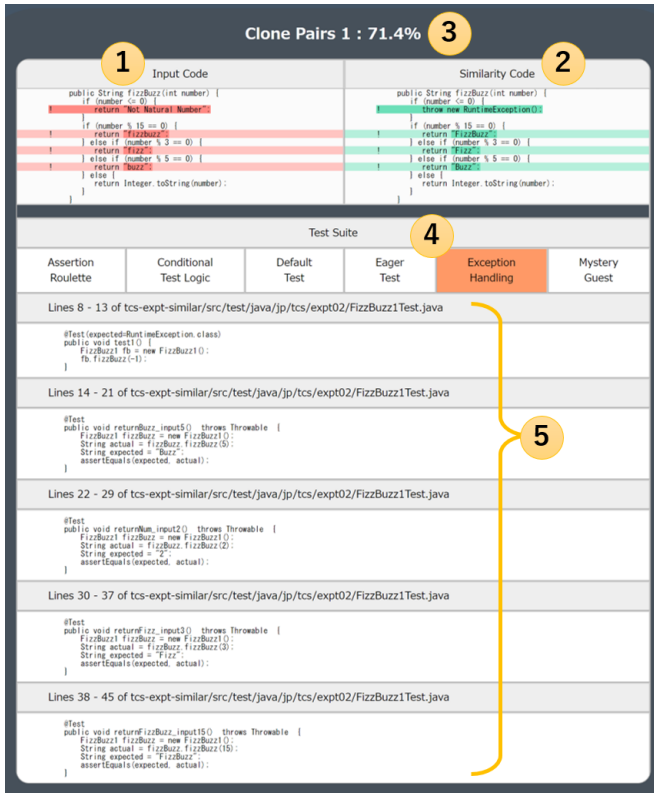 Clone Pairs 1 : 71.4%
3
1
2
Input Code
Similarity Code
public String fizzBuzz(int number) {
if (number <= 0) {
! return "Not Natural Number";
}
if (number % 15 == 0) {
! return "fizzbuzz";
} else if (number % 3 == 0) {
! return "fizz";
} else if (number % 5 == 0) {
! return "buzz";
} else {
return Integer.toString(number);
}
}
public String fizzBuzz(int number) {
if (number <= 0) {
! throw new RuntimeException();
}
if (number % 15 == 0) {
! return "FizzBuzz";
} else if (number % 3 == 0) {
! return "Fizz";
} else if (number % 5 == 0) {
! return "Buzz";
} else {
return Integer.toString(number);
}
}
Test Suite
4
Assertion Roulette
Conditional Test Logic
Default Test
Eager Test
Exception Handling
Mystery Guest
Lines 8 - 13 of tcs-expt-similar/src/test/java/jp/tcs/expt02/FizzBuzz1Test.java
@Test(expected=RuntimeException.class)
public void test1() {
FizzBuzz1 fb = new FizzBuzz1();
fb.fizzBuzz(-1);
}
Lines 14 - 21 of tcs-expt-similar/src/test/java/jp/tcs/expt02/FizzBuzz1Test.java
@Test
public void returnBuzz_input5() throws Throwable {
FizzBuzz1 fizzBuzz = new FizzBuzz1();
String actual = fizzBuzz.fizzBuzz(5);
String expected = "Buzz";
assertEquals(expected, actual);
}
5
Lines 22 - 29 of tcs-expt-similar/src/test/java/jp/tcs/expt02/FizzBuzz1Test.java
@Test
public void returnNum_input2() throws Throwable {
FizzBuzz1 fizzBuzz = new FizzBuzz1();
String actual = fizzBuzz.fizzBuzz(2);
String expected = "2";
assertEquals(expected, actual);
}
Lines 30 - 37 of tcs-expt-similar/src/test/java/jp/tcs/expt02/FizzBuzz1Test.java
@Test
public void returnFizz_input3() throws Throwable {
FizzBuzz1 fizzBuzz = new FizzBuzz1();
String actual = fizzBuzz.fizzBuzz(3);
String expected = "Fizz";
assertEquals(expected, actual);
}
Lines 38 - 45 of tcs-expt-similar/src/test/java/jp/tcs/expt02/FizzBuzz1Test.java
@Test
public void returnFizzBuzz_input15() throws Throwable {
FizzBuzz1 fizzBuzz = new FizzBuzz1();
String actual = fizzBuzz.fizzBuzz(15);
String expected = "FizzBuzz";
assertEquals(expected, actual);
}